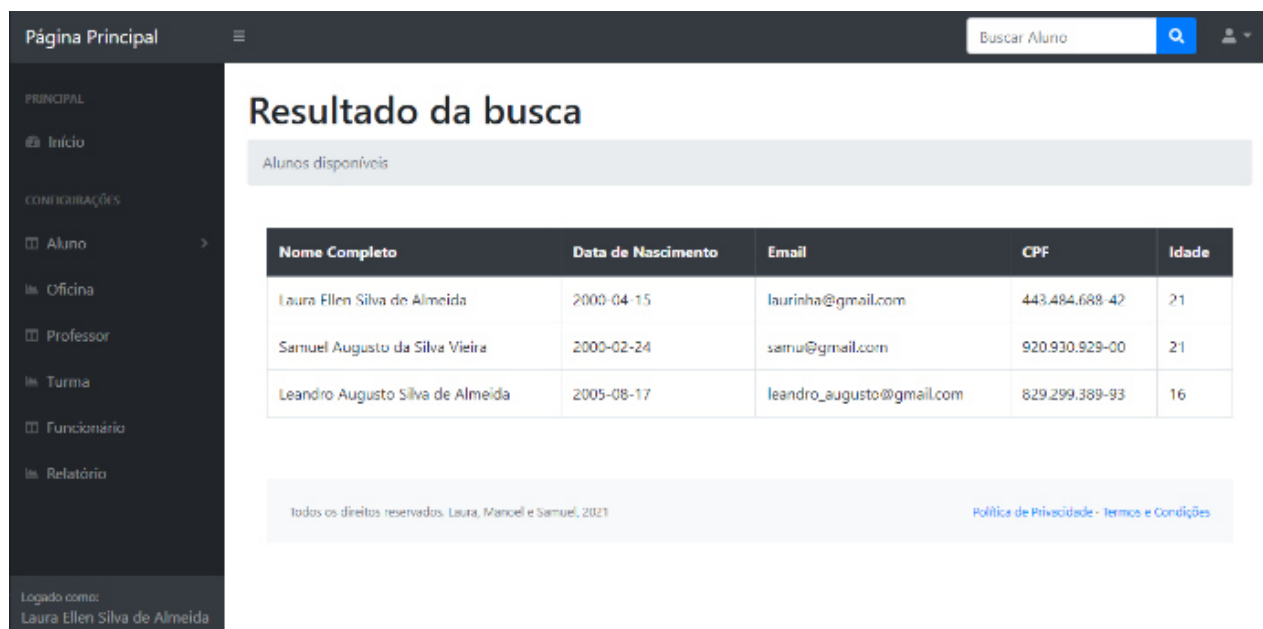 Página Principal
Buscar Aluno
PRINCIPAL
Início
CONFIGURAÇÕES
Aluno
Oficina
Professor
Turma
Funcionário
Relatório
Logado como:
Laura Ellen Silva de Almeida
Resultado da busca
Alunos disponíveis
Nome Completo Data de Nascimento Email CPF Idade
Laura Ellen Silva de Almeida 2000-04-15 laurinha@gmail.com 443.484.688-42 21
Samuel Augusto da Silva Vieira 2000-02-24 samu@gmail.com 920.930.929-00 21
Leandro Augusto Silva de Almeida 2005-08-17 leandro_augusto@gmail.com 829.299.389-93 16
Todos os direitos reservados. Laura, Manoel e Samuel, 2021
Política de Privacidade - Termos e Condições